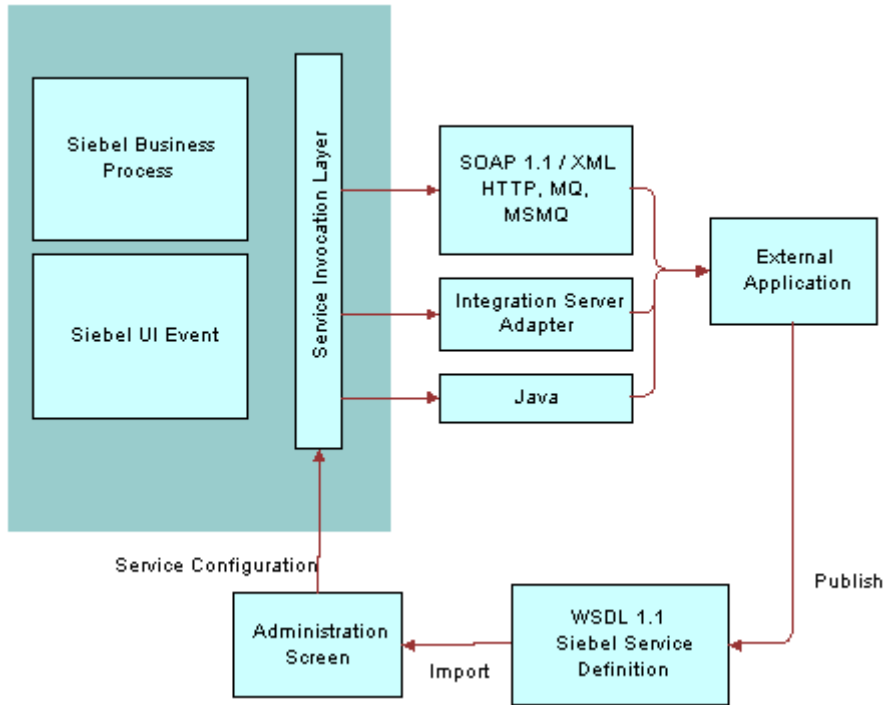 Siebel Business
Process
Siebel UI Event
Service Invocation Layer
SOAP 1.1 / XML
HTTP, MQ,
MSMQ
Integration Server
Adapter
Java
External
Application
Service Configuration
Publish
Administration
Screen
Import
WSDL 1.1
Siebel Service
Definition